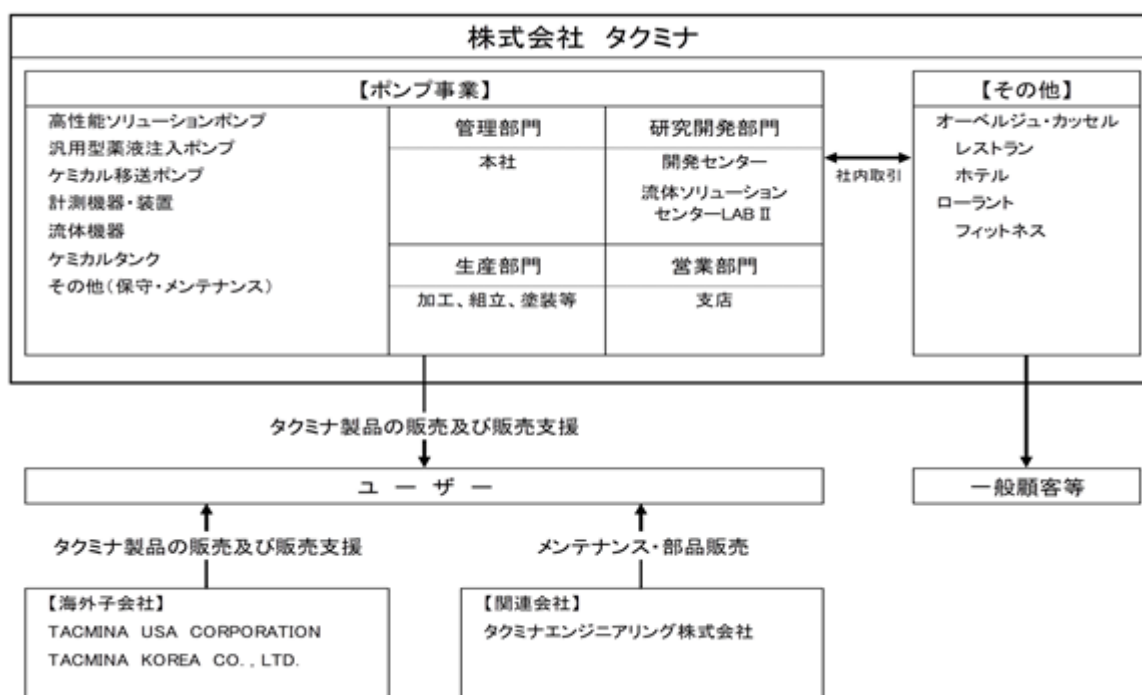 株式会社 タクミナ
【ポンプ事業】
高性能ソリューションポンプ
汎用型薬液注入ポンプ
ケミカル移送ポンプ
計測機器・装置
流体機器
ケミカルタンク
その他(保守・メンテナンス)
管理部門
本社
研究開発部門
開発センター
流体ソリューション
センターLABⅡ
生産部門
加工、組立、塗装等
営業部門
支店
社内取引
【その他】
オーベルジュ・カッセル
レストラン
ホテル
ローラント
フィットネス
タクミナ製品の販売及び販売支援
ユーザー
一般顧客等
タクミナ製品の販売及び販売支援
メンテナンス・部品販売
【海外子会社】
TACMINA USA CORPORATION
TACMINA KOREA CO., LTD.
【関連会社】
タクミナエンジニアリング株式会社